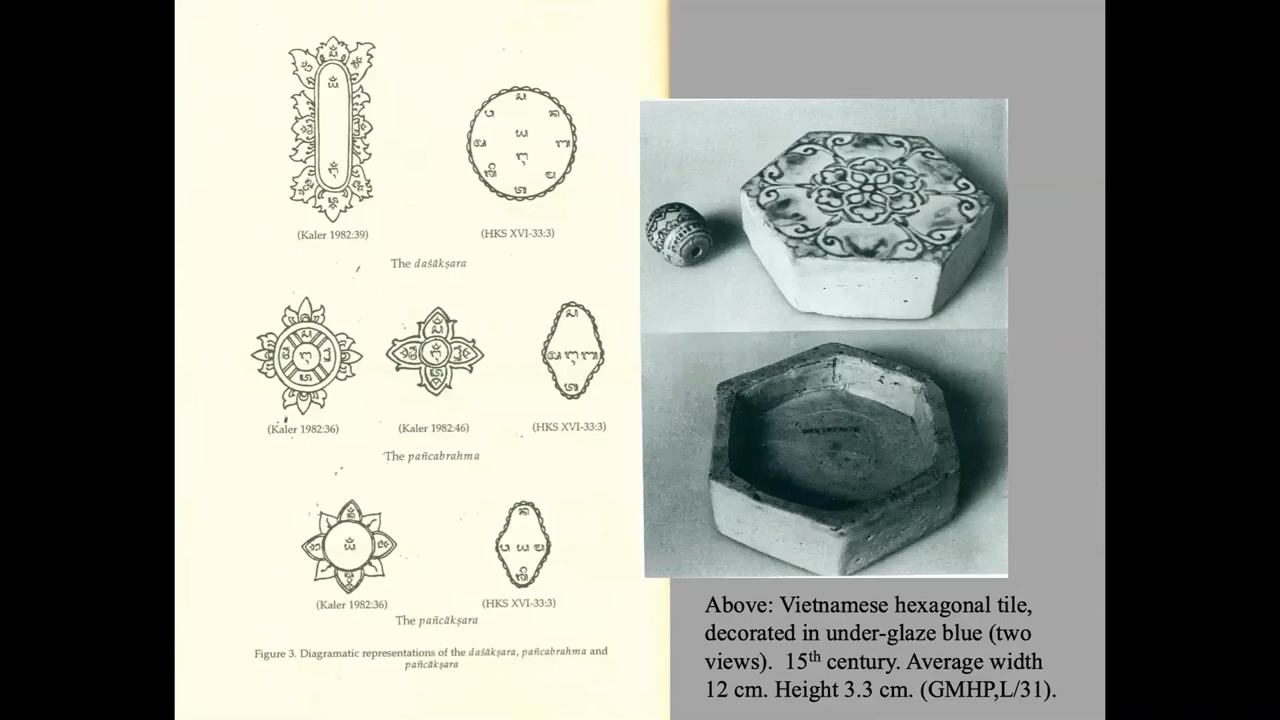 (Kaler 1982:39)
(HKS XVI-33:3)
The daśākṣara
(Kaler 1982:36)
(Kaler 1982:46)
(HKS XVI-33:3)
The pañcabrahma
(Kaler 1982:36)
(HKS XVI-33:3)
The pañcākṣara
Figure 3. Diagramatic representations of the daśākṣara, pañcabrahma and
pañcākṣara
Above: Vietnamese hexagonal tile,
decorated in under-glaze blue (two
views). 15th century. Average width
12 cm. Height 3.3 cm. (GMHP,L/31).